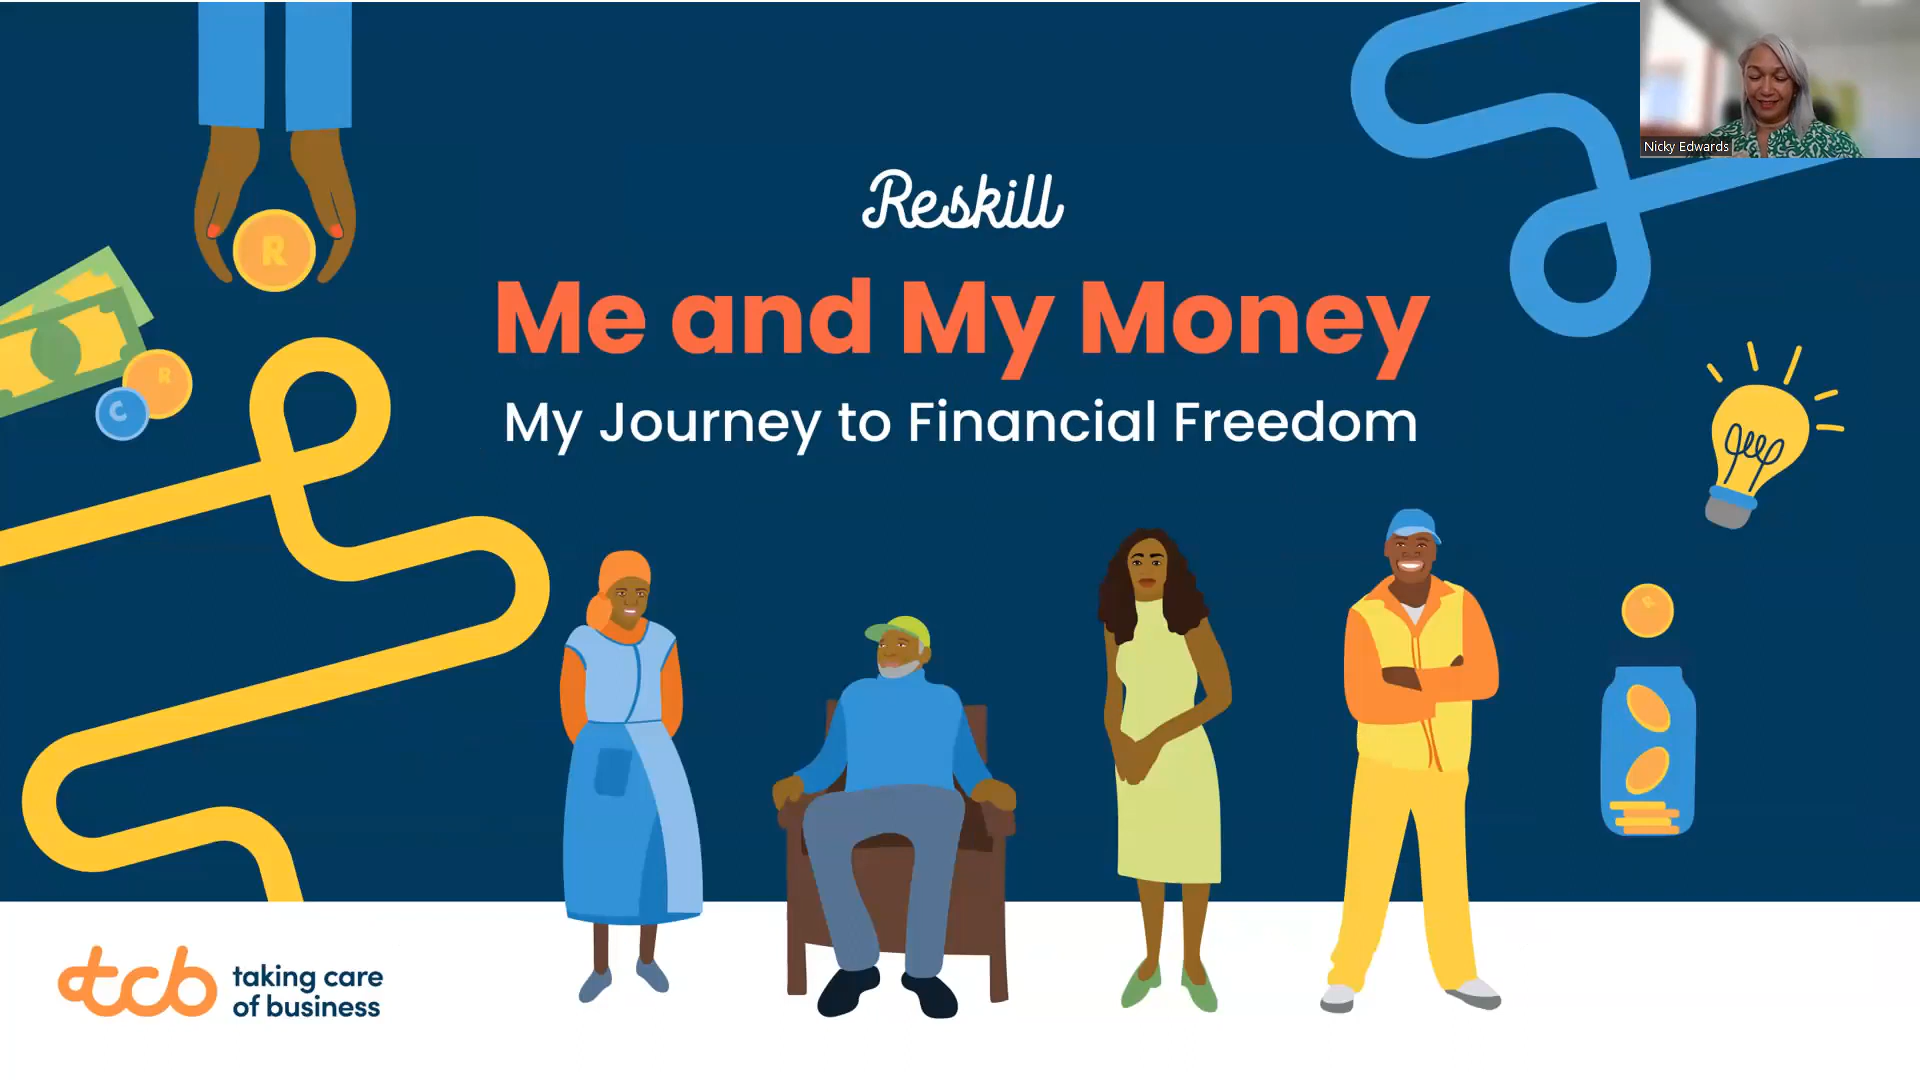 Nicky Edwards
Reskill
Me and My Money
My Journey to Financial Freedom
R
R
C
R
tcb
taking care
of business